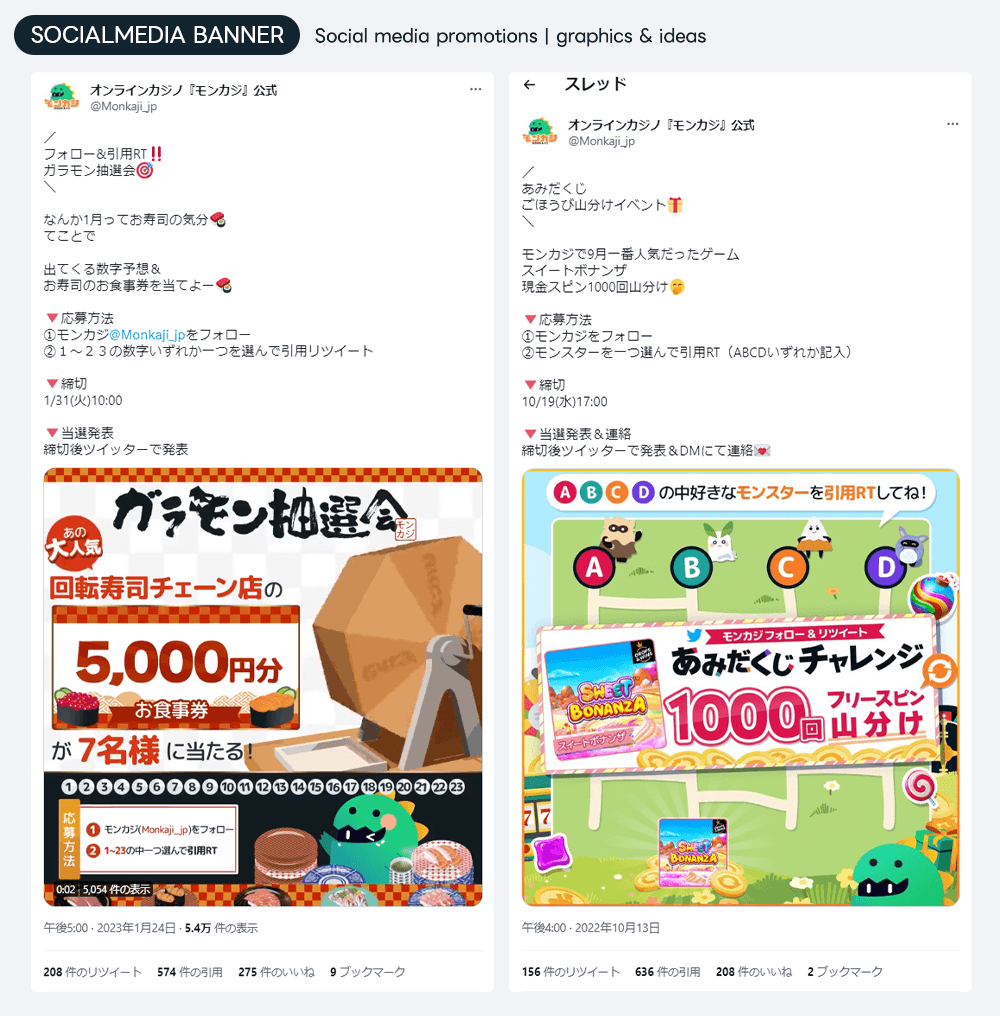 SOCIALMEDIA BANNER
Social media promotions | graphics & ideas
オンラインカジノ『モンカジ』公式
@Monkaji_jp
／
フォロー&引用RT‼️
ガラモン抽選会🎯
＼
なんか1月ってお寿司の気分🍣
てことで
出てくる数字予想＆
お寿司のお食事券を当てよー🍣
🔻応募方法
①モンカジ@Monkaji_jpをフォロー
②１～２３の数字いずれか一つを選んで引用リツイート
🔻締切
1/31(火)10:00
🔻当選発表
締切後ツイッターで発表
ガラモン抽選会
モンカジ
あの
大人気
回転寿司チェーン店の
5,000円分
お食事券
が7名様に当たる！
1 2 3 4 5 6 7 8 9 10 11 12 13 14 15 16 17 18 19 20 21 22 23
応募方法
1 モンカジ(Monkaji_jp)をフォロー
2 1~23の中一つ選んで引用RT
0:02 · 5,054 件の表示
午後5:00 · 2023年1月24日 · 5.4万 件の表示
208 件のリツイート 574 件の引用 275 件のいいね 9 ブックマーク
← スレッド
オンラインカジノ『モンカジ』公式
@Monkaji_jp
／
あみだくじ
ごほうび山分けイベント🎁
＼
モンカジで9月一番人気だったゲーム
スイートボナンザ
現金スピン1000回山分け🤭
🔻応募方法
①モンカジをフォロー
②モンスターを一つ選んで引用RT（ABCDいずれか記入）
🔻締切
10/19(水)17:00
🔻当選発表＆連絡
締切後ツイッターで発表＆DMにて連絡💌
A B C D の中好きなモンスターを引用RTしてね！
A B C D
モンカジフォロー & リツイート
あみだくじチャレンジ
SWEET
BONANZA
スイートボナンザ
1000回
フリースピン
山分け
SWEET
BONANZA
午後4:00 · 2022年10月13日
156 件のリツイート 636 件の引用 208 件のいいね 2 ブックマーク